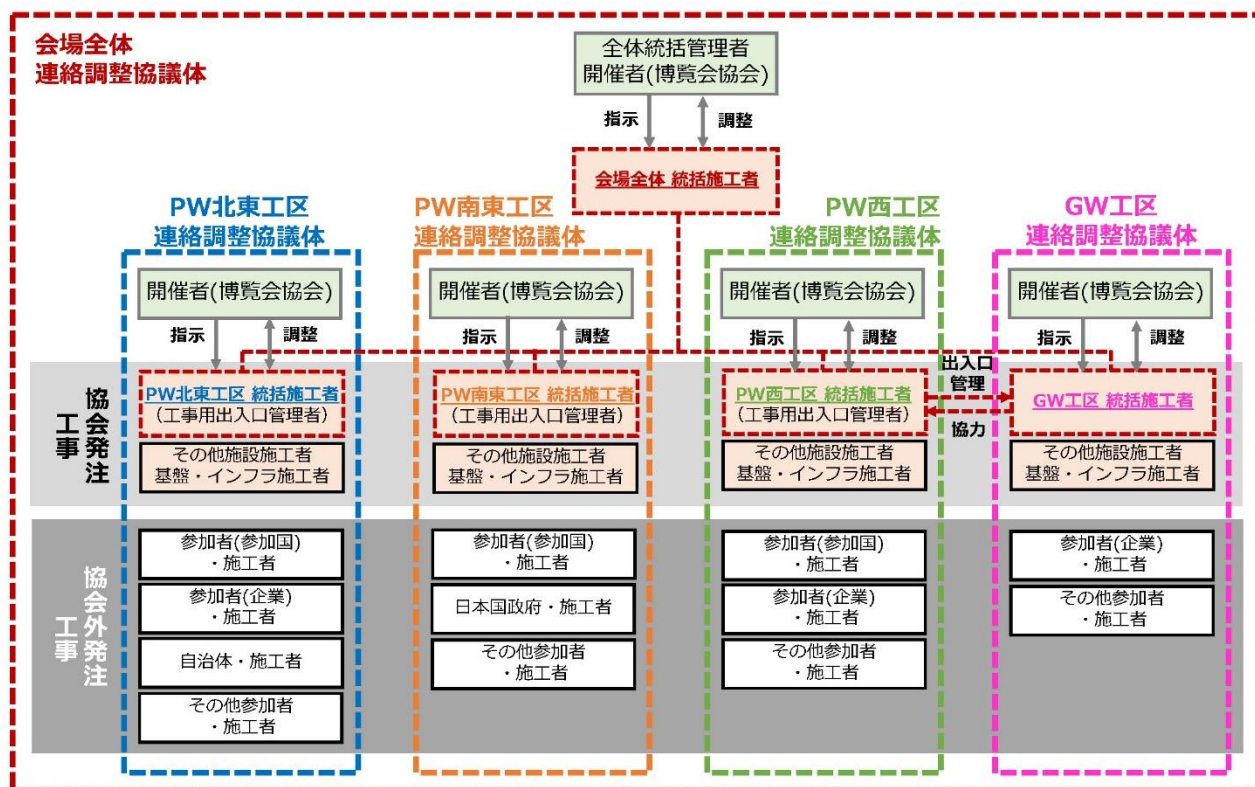 会場全体
連絡調整協議体
全体統括管理者
開催者(博覧会協会)
指示
調整
会場全体 統括施工者
PW北東工区
連絡調整協議体
開催者(博覧会協会)
指示
調整
PW北東工区 統括施工者
(工事用出入口管理者)
その他施設施工者
基盤・インフラ施工者
参加者(参加国)
・施工者
参加者(企業)
・施工者
自治体・施工者
その他参加者
・施工者
PW南東工区
連絡調整協議体
開催者(博覧会協会)
指示
調整
PW南東工区 統括施工者
(工事用出入口管理者)
その他施設施工者
基盤・インフラ施工者
参加者(参加国)
・施工者
日本国政府・施工者
その他参加者
・施工者
PW西工区
連絡調整協議体
開催者(博覧会協会)
指示
調整
PW西工区 統括施工者
(工事用出入口管理者)
その他施設施工者
基盤・インフラ施工者
参加者(参加国)
・施工者
参加者(企業)
・施工者
その他参加者
・施工者
出入口
管理
協力
GW工区
連絡調整協議体
開催者(博覧会協会)
指示
調整
GW工区 統括施工者
その他施設施工者
基盤・インフラ施工者
参加者(企業)
・施工者
その他参加者
・施工者
協会発注
工事
協会外発注
工事